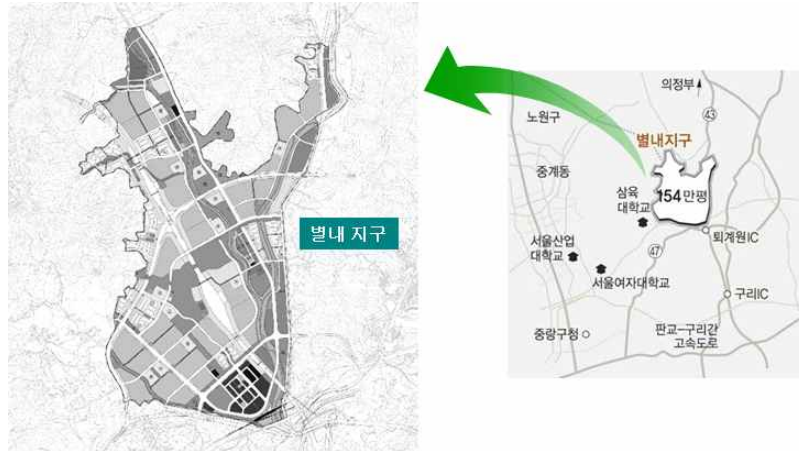 별내 지구
의정부
노원구
43
별내지구
중계동
삼육
대학교
154만평
서울산업
대학교
47
퇴계원IC
서울여자대학교
구리IC
중랑구청
판교-구리간
고속도로